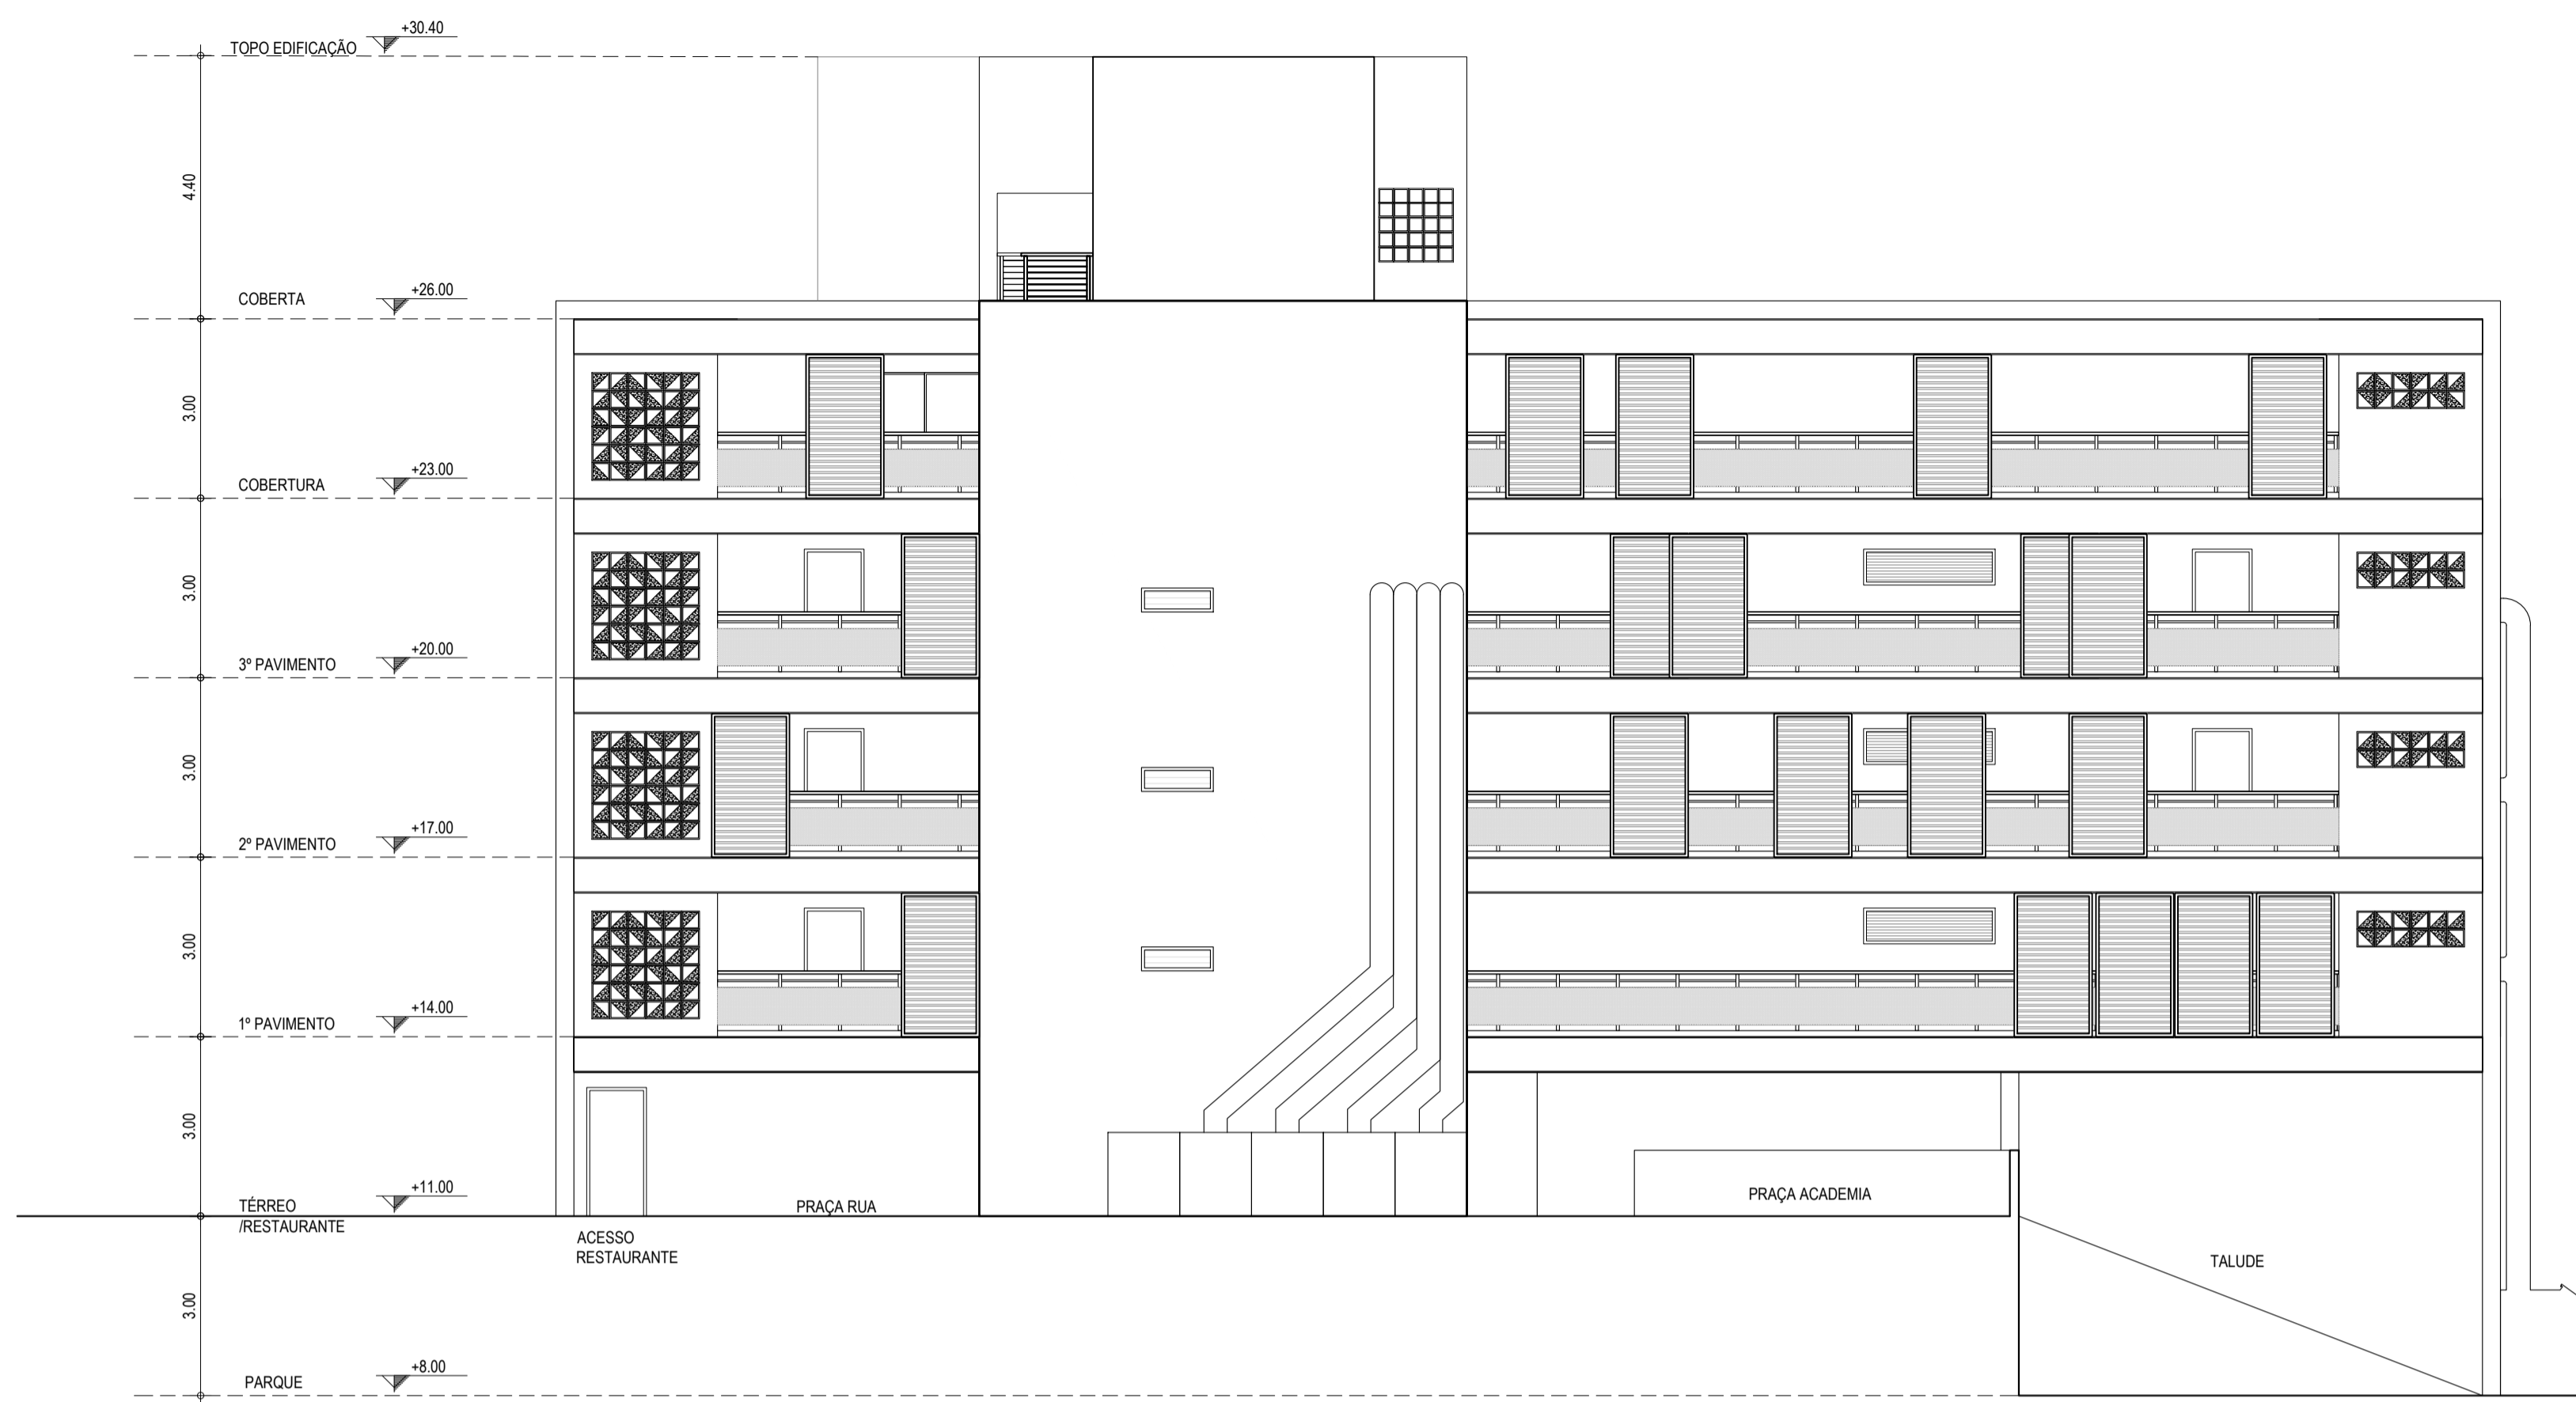 +30.40
TOPO EDIFICAÇÃO
4.40
+26.00
COBERTA
3.00
+23.00
COBERTURA
3.00
+20.00
3º PAVIMENTO
3.00
+17.00
2º PAVIMENTO
3.00
+14.00
1º PAVIMENTO
3.00
+11.00
TÉRREO
/RESTAURANTE
PRAÇA RUA
PRAÇA ACADEMIA
ACESSO
RESTAURANTE
TALUDE
3.00
+8.00
PARQUE